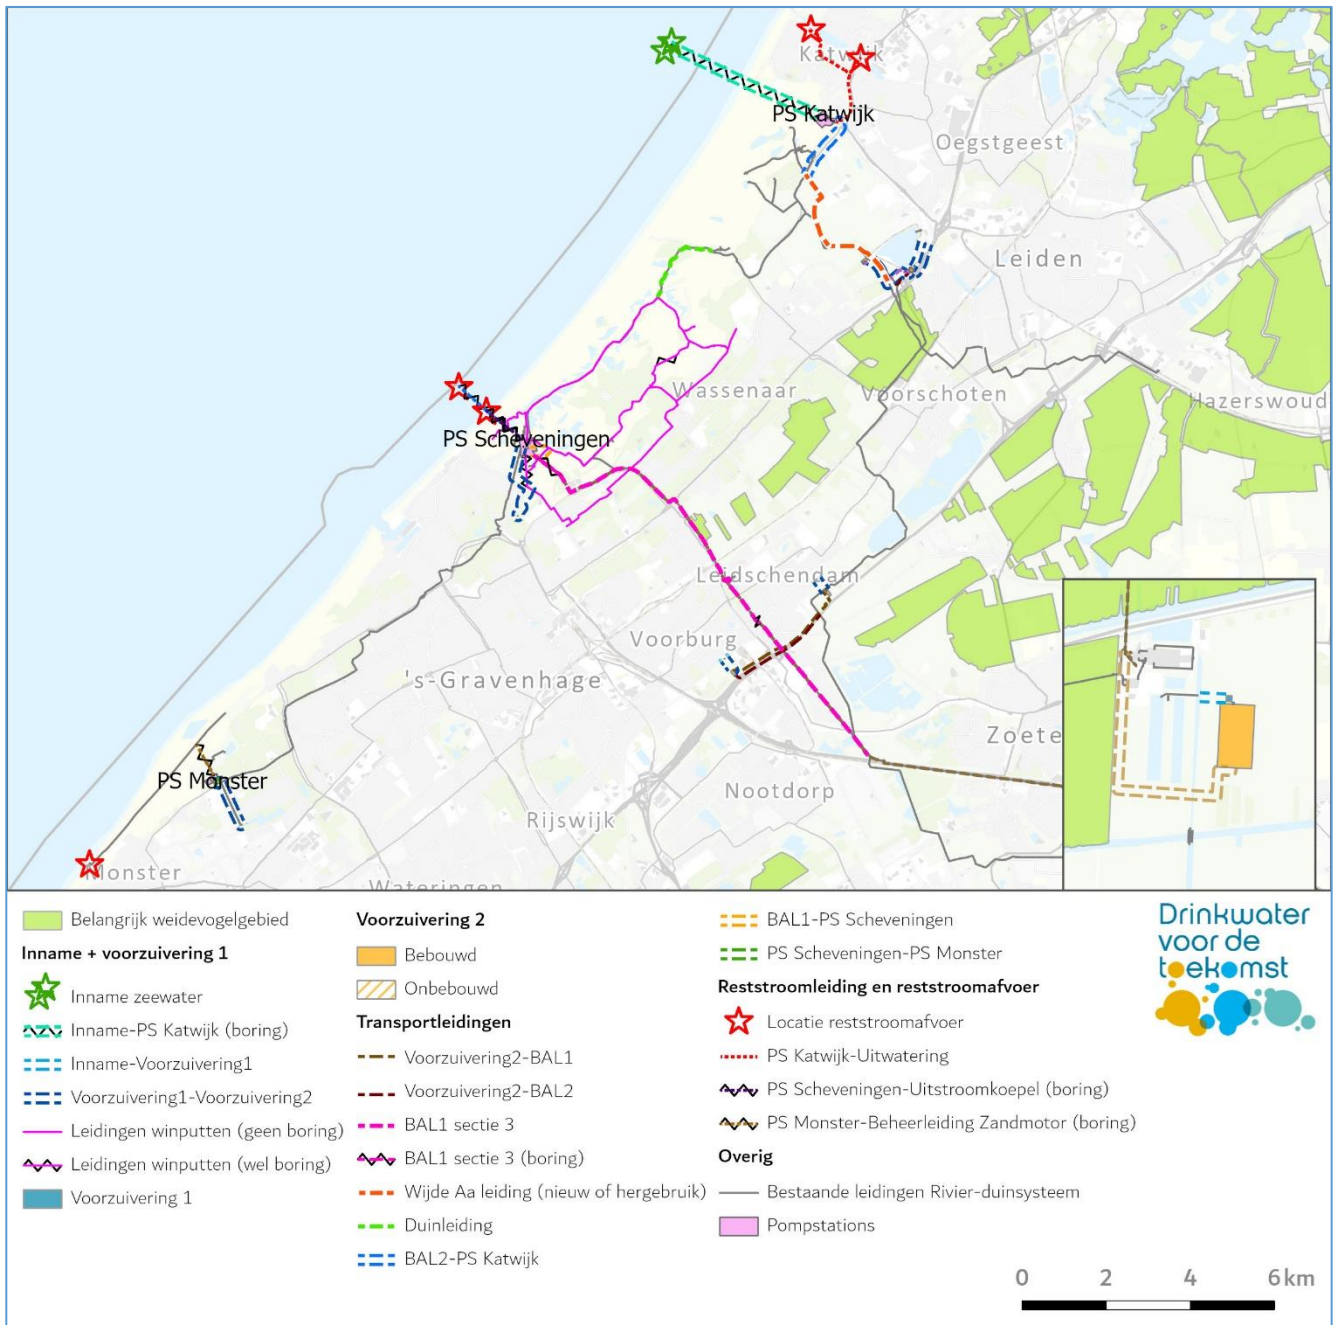 Katwijk
PS Katwijk
Oegstgeest
Leiden
Wassenaar
Voorschoten
Hazerswoud
PS Scheveningen
Leidschendam
Voorburg
's-Gravenhage
Zoete
PS Monster
Nootdorp
Rijswijk
Monster
Wateringen
Belangrijk weidevogelgebied
Inname + voorzuivering 1
Inname zeewater
Inname-PS Katwijk (boring)
Inname-Voorzuivering1
Voorzuivering1-Voorzuivering2
Leidingen winputten (geen boring)
Leidingen winputten (wel boring)
Voorzuivering 1
Voorzuivering 2
Bebouwd
Onbebouwd
Transportleidingen
Voorzuivering2-BAL1
Voorzuivering2-BAL2
BAL1 sectie 3
BAL1 sectie 3 (boring)
Wijde Aa leiding (nieuw of hergebruik)
Duinleiding
BAL2-PS Katwijk
BAL1-PS Scheveningen
PS Scheveningen-PS Monster
Reststroomleiding en reststroomafvoer
Locatie reststroomafvoer
PS Katwijk-Uitwatering
PS Scheveningen-Uitstroomkoepel (boring)
PS Monster-Beheerleiding Zandmotor (boring)
Overig
Bestaande leidingen Rivier-duinsysteem
Pompstations
Drinkwater
voor de
toekomst
0 2 4 6 km